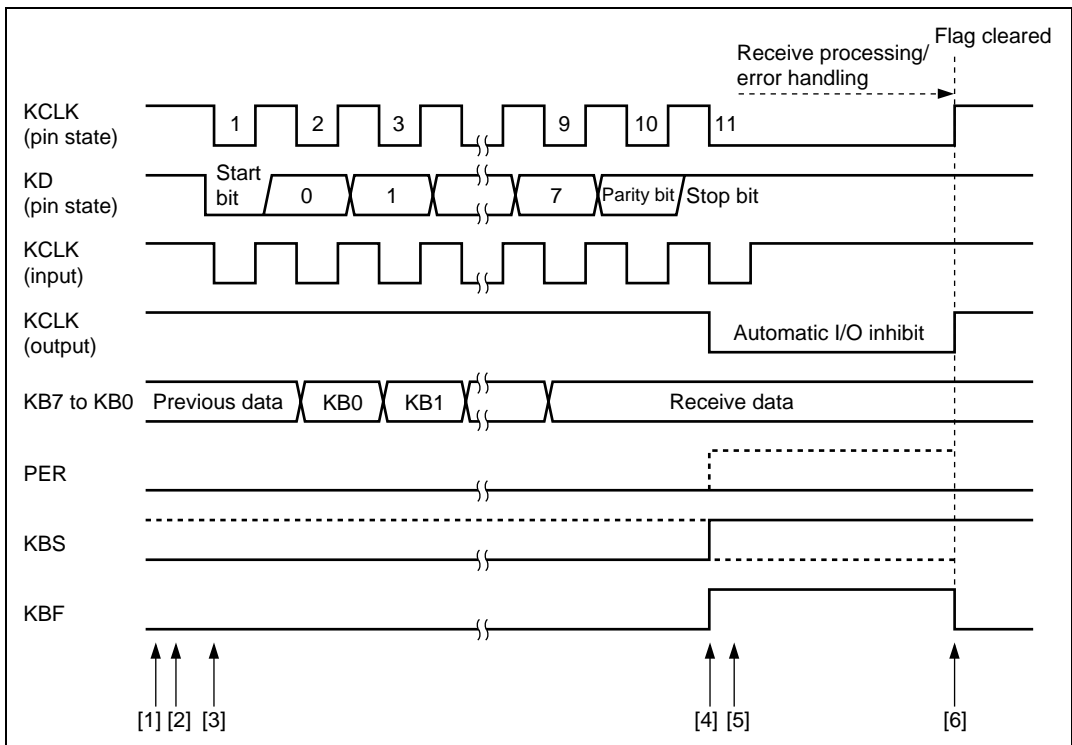 Flag cleared
Receive processing/
error handling
KCLK
(pin state)
1 2 3 9 10 11
KD
(pin state)
Start
bit
0 1 7 Parity bit Stop bit
KCLK
(input)
KCLK
(output)
Automatic I/O inhibit
KB7 to KB0 Previous data KB0 KB1 Receive data
PER
KBS
KBF
[1] [2] [3] [4] [5] [6]